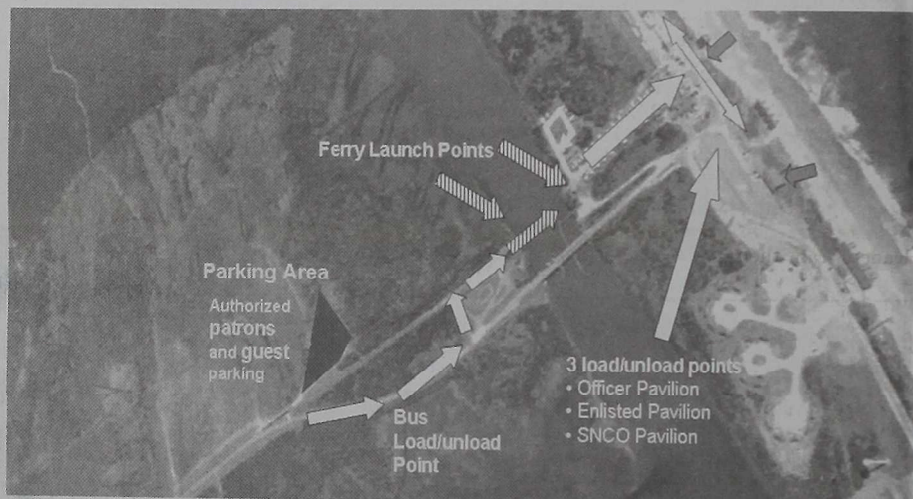 Ferry Launch Points
Parking Area
Authorized
patrons
and guest
parking
Bus
Load/unload
Point
3 load/unload points
• Officer Pavilion
• Enlisted Pavilion
• SNCO Pavilion